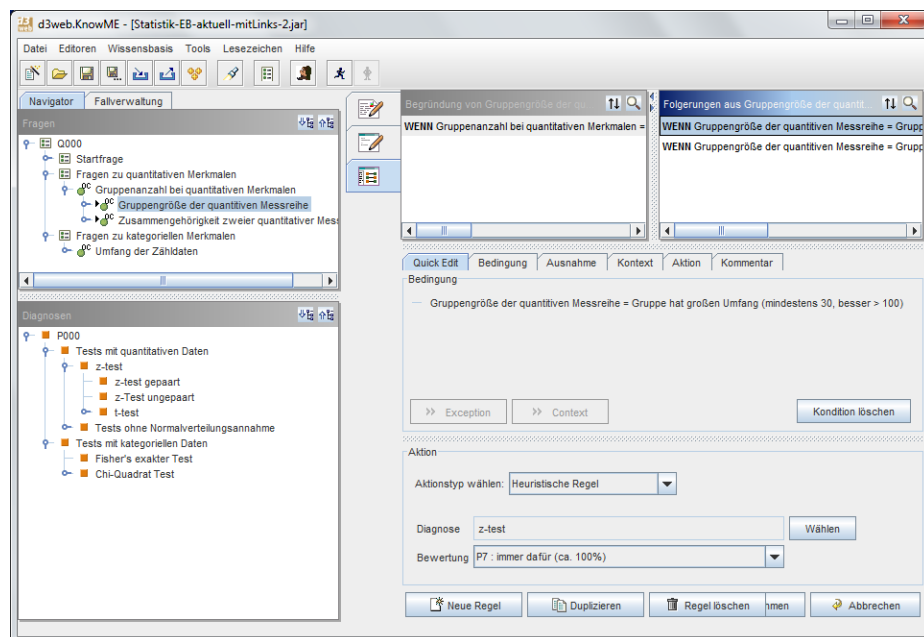 d3web.KnowME - [Statistik-EB-aktuell-mitLinks-2.jar]
Datei Editoren Wissensbasis Tools Lesezeichen Hilfe
Navigator Fallverwaltung
Fragen
Q000
Startfrage
Fragen zu quantitativen Merkmalen
Gruppenanzahl bei quantitativen Merkmalen
Gruppengröße der quantitiven Messreihe
Zusammengehörigkeit zweier quantitativer Mes
Fragen zu kategoriellen Merkmalen
Umfang der Zähldaten
Diagnosen
P000
Tests mit quantitativen Daten
z-test
z-test gepaart
z-Test ungepaart
t-test
Tests ohne Normalverteilungsannahme
Tests mit kategoriellen Daten
Fisher's exakter Test
Chi-Quadrat Test
Begründung von Gruppengröße der qu
WENN Gruppenanzahl bei quantitativen Merkmalen =
Folgerungen aus Gruppengröße der quantit...
WENN Gruppengröße der quantitiven Messreihe = Grupp
WENN Gruppengröße der quantitiven Messreihe = Grupp
Quick Edit Bedingung Ausnahme Kontext Aktion Kommentar
Bedingung
Gruppengröße der quantitiven Messreihe = Gruppe hat großen Umfang (mindestens 30, besser > 100)
>> Exception >> Context Kondition löschen
Aktion
Aktionstyp wählen: Heuristische Regel
Diagnose z-test Wählen
Bewertung P7 : immer dafür (ca. 100%)
Neue Regel Duplizieren Regel löschen hmen Abbrechen